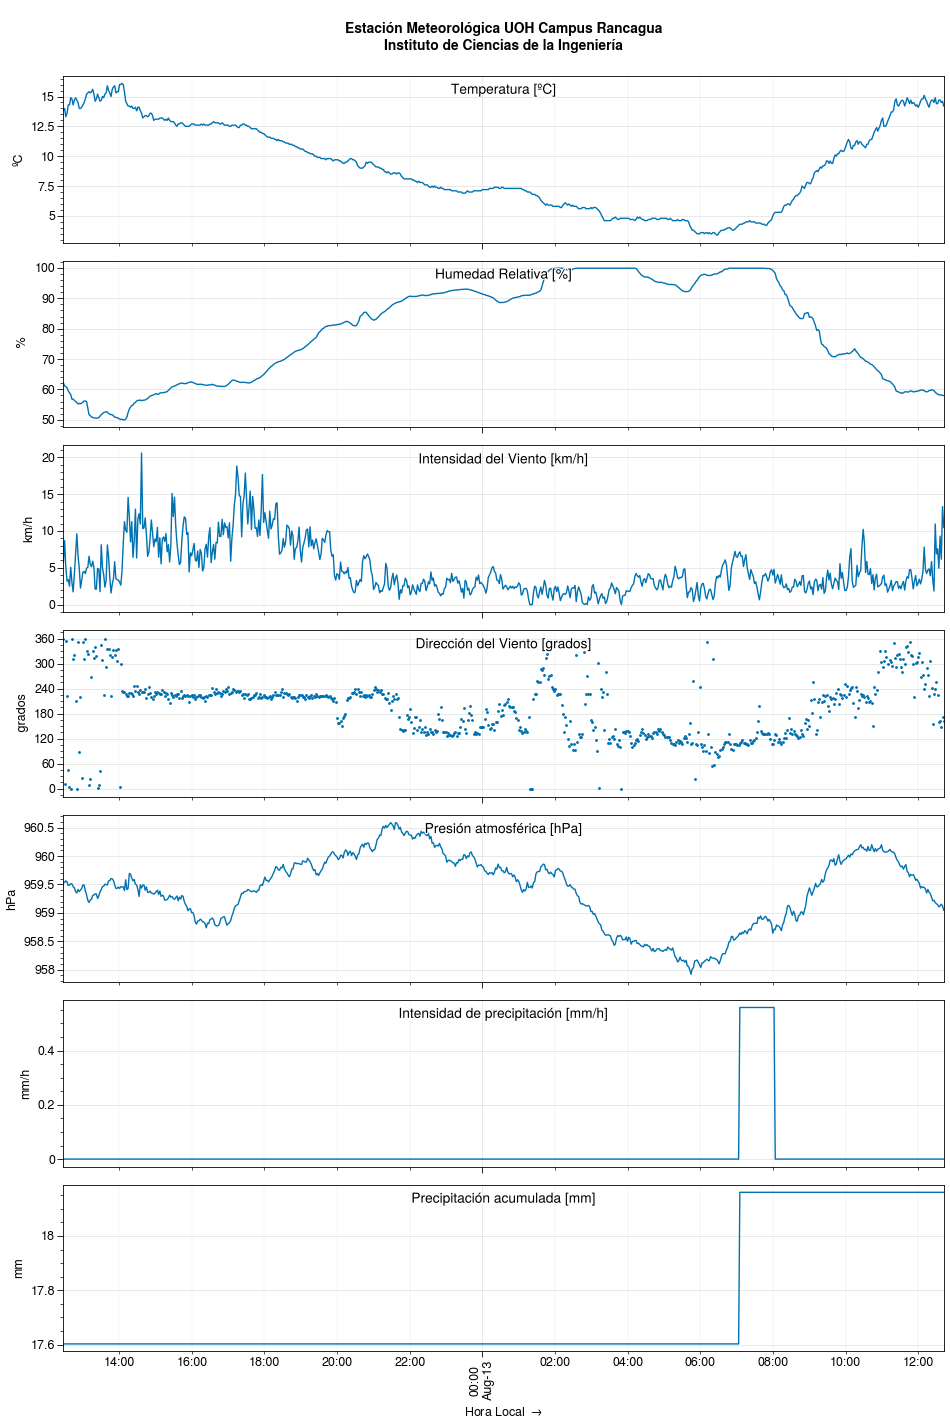 Estación Meteorológica UOH Campus Rancagua
Instituto de Ciencias de la Ingeniería
Temperatura [ºC]
15
12.5
10
7.5
5
ºC
Humedad Relativa [%]
100
90
80
70
60
50
%
Intensidad del Viento [km/h]
20
15
10
5
0
km/h
Dirección del Viento [grados]
360
300
240
180
120
60
0
grados
Presión atmosférica [hPa]
960.5
960
959.5
959
958.5
958
hPa
Intensidad de precipitación [mm/h]
0.4
0.2
0
mm/h
Precipitación acumulada [mm]
18
17.8
17.6
mm
14:00 16:00 18:00 20:00 22:00 00:00 02:00 04:00 06:00 08:00 10:00 12:00
Aug-13
Hora Local →